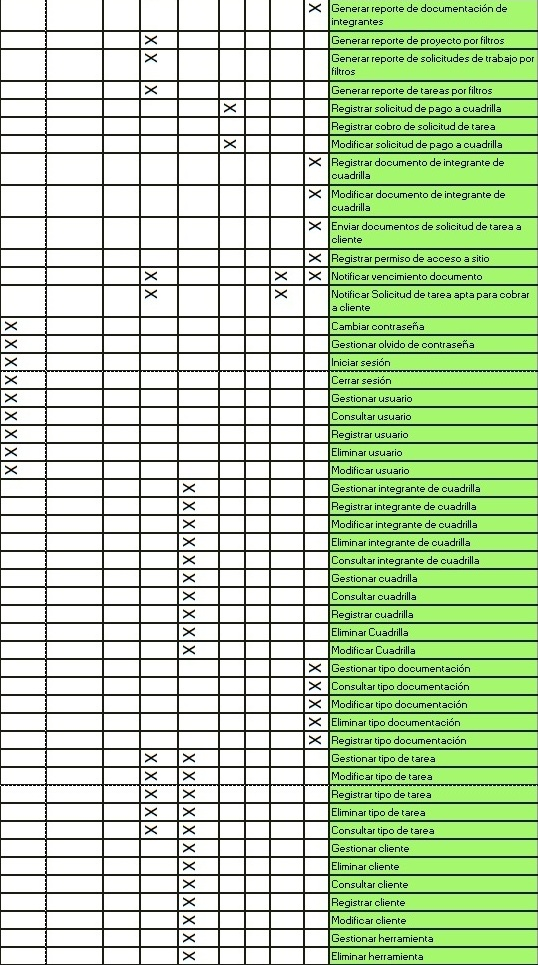 X Generar reporte de documentación de
integrantes
X Generar reporte de proyecto por filtros
X Generar reporte de solicitudes de trabajo por
filtros
X Generar reporte de tareas por filtros
X Registrar solicitud de pago a cuadrilla
Registrar cobro de solicitud de tarea
X Modificar solicitud de pago a cuadrilla
X Registrar documento de integrante de
cuadrilla
X Modificar documento de integrante de
cuadrilla
X Enviar documentos de solicitud de tarea a
cliente
X Registrar permiso de acceso a sitio
X X X Notificar vencimiento documento
X X Notificar Solicitud de tarea apta para cobrar
a cliente
X Cambiar contraseña
X Gestionar olvido de contraseña
X Iniciar sesión
X Cerrar sesión
X Gestionar usuario
X Consultar usuario
X Registrar usuario
X Eliminar usuario
X Modificar usuario
X Gestionar integrante de cuadrilla
X Registrar integrante de cuadrilla
X Modificar integrante de cuadrilla
X Eliminar integrante de cuadrilla
X Consultar integrante de cuadrilla
X Gestionar cuadrilla
X Consultar cuadrilla
X Registrar cuadrilla
X Eliminar Cuadrilla
X Modificar Cuadrilla
X Gestionar tipo documentación
X Consultar tipo documentación
X Modificar tipo documentación
X Eliminar tipo documentación
X Registrar tipo documentación
X X Gestionar tipo de tarea
X X Modificar tipo de tarea
X X Registrar tipo de tarea
X X Eliminar tipo de tarea
X X Consultar tipo de tarea
X Gestionar cliente
X Eliminar cliente
X Consultar cliente
X Registrar cliente
X Modificar cliente
X Gestionar herramienta
X Eliminar herramienta